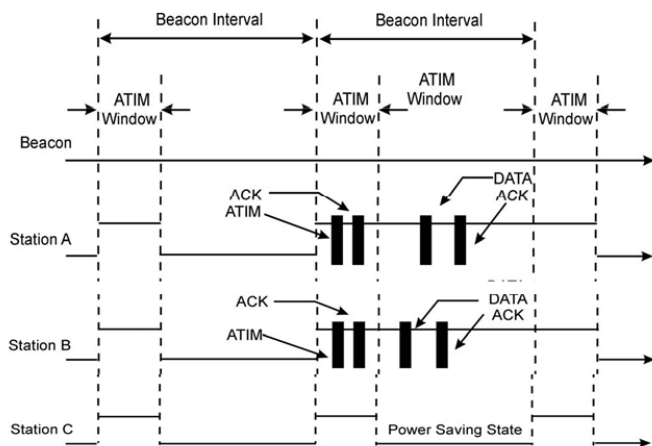 Beacon Interval
Beacon Interval
ATIM
Window
ATIM
Window
ATIM
Window
ATIM
Window
Beacon
ACK
ATIM
DATA
ACK
Station A
ACK
ATIM
DATA
ACK
Station B
Station C
Power Saving State